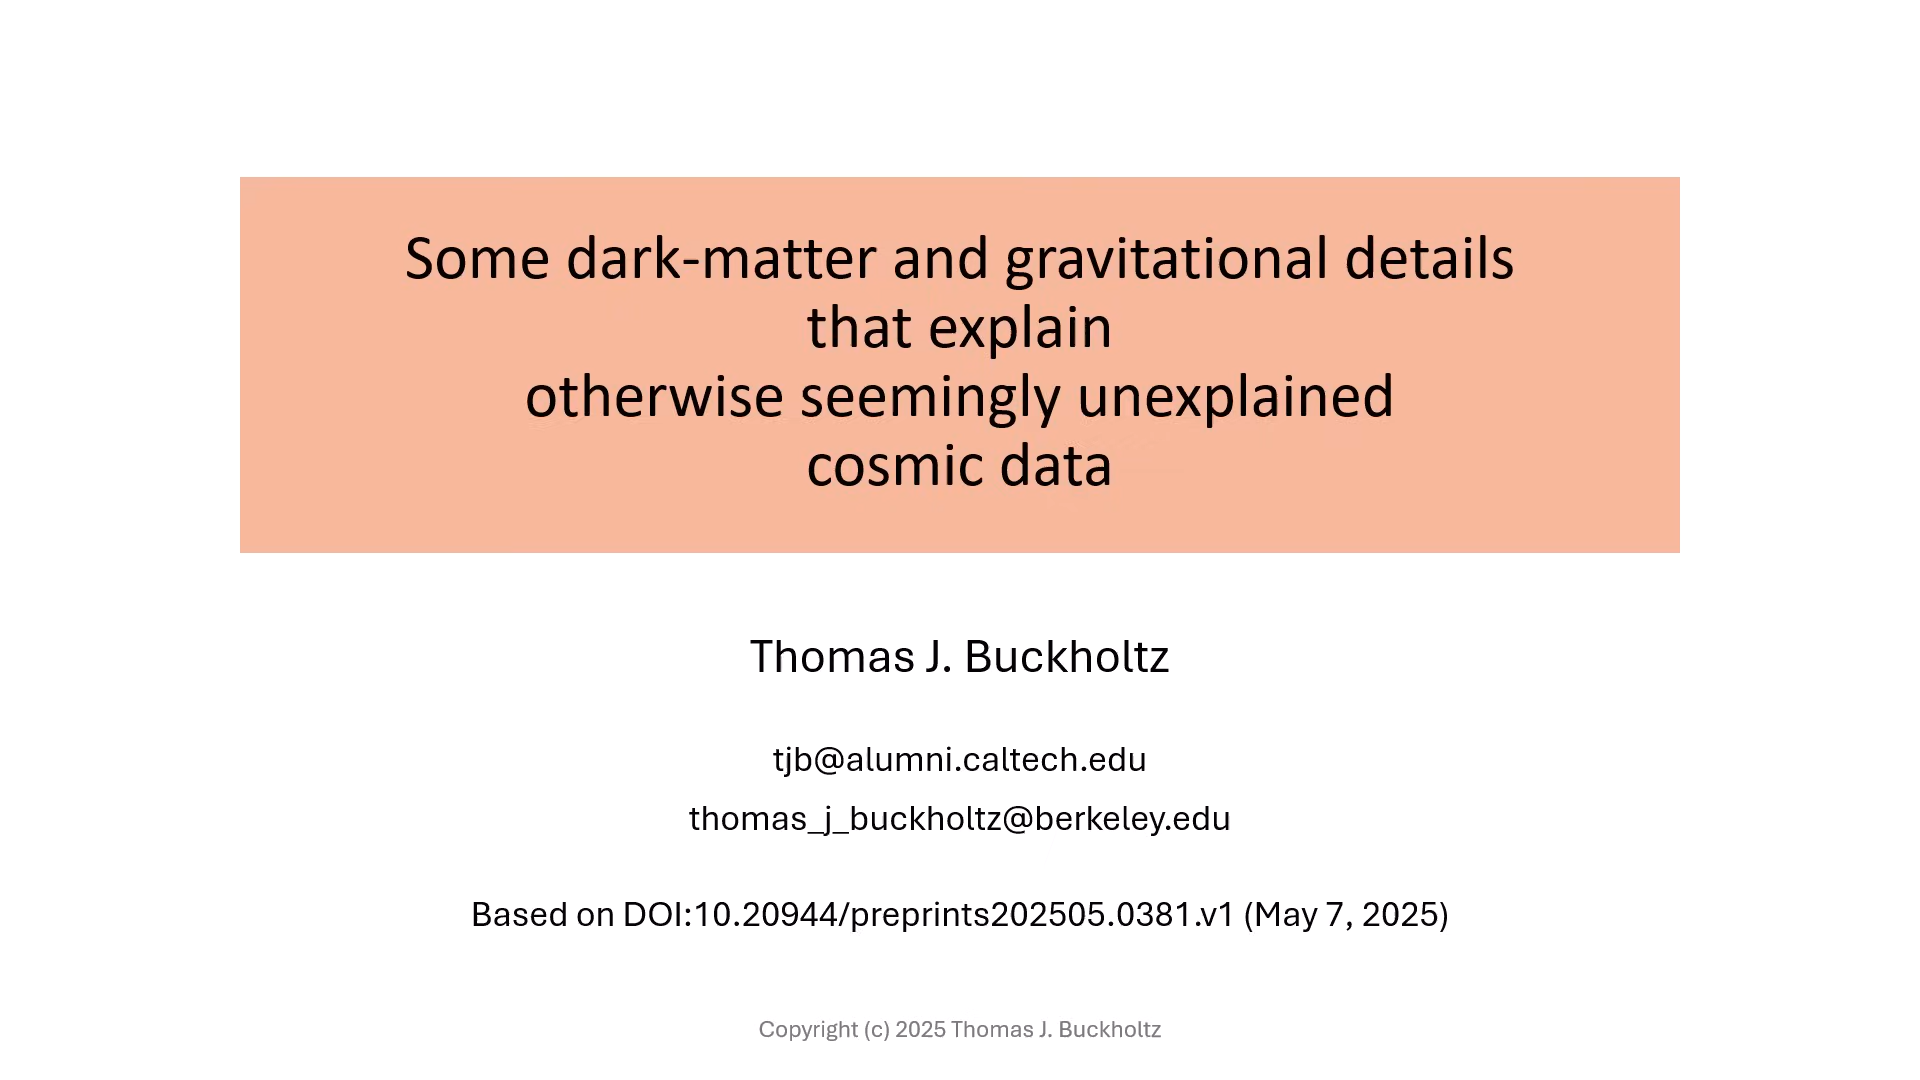 Some dark-matter and gravitational details
that explain
otherwise seemingly unexplained
cosmic data
Thomas J. Buckholtz
tjb@alumni.caltech.edu
thomas_j_buckholtz@berkeley.edu
Based on DOI:10.20944/preprints202505.0381.v1 (May 7, 2025)
Copyright (c) 2025 Thomas J. Buckholtz